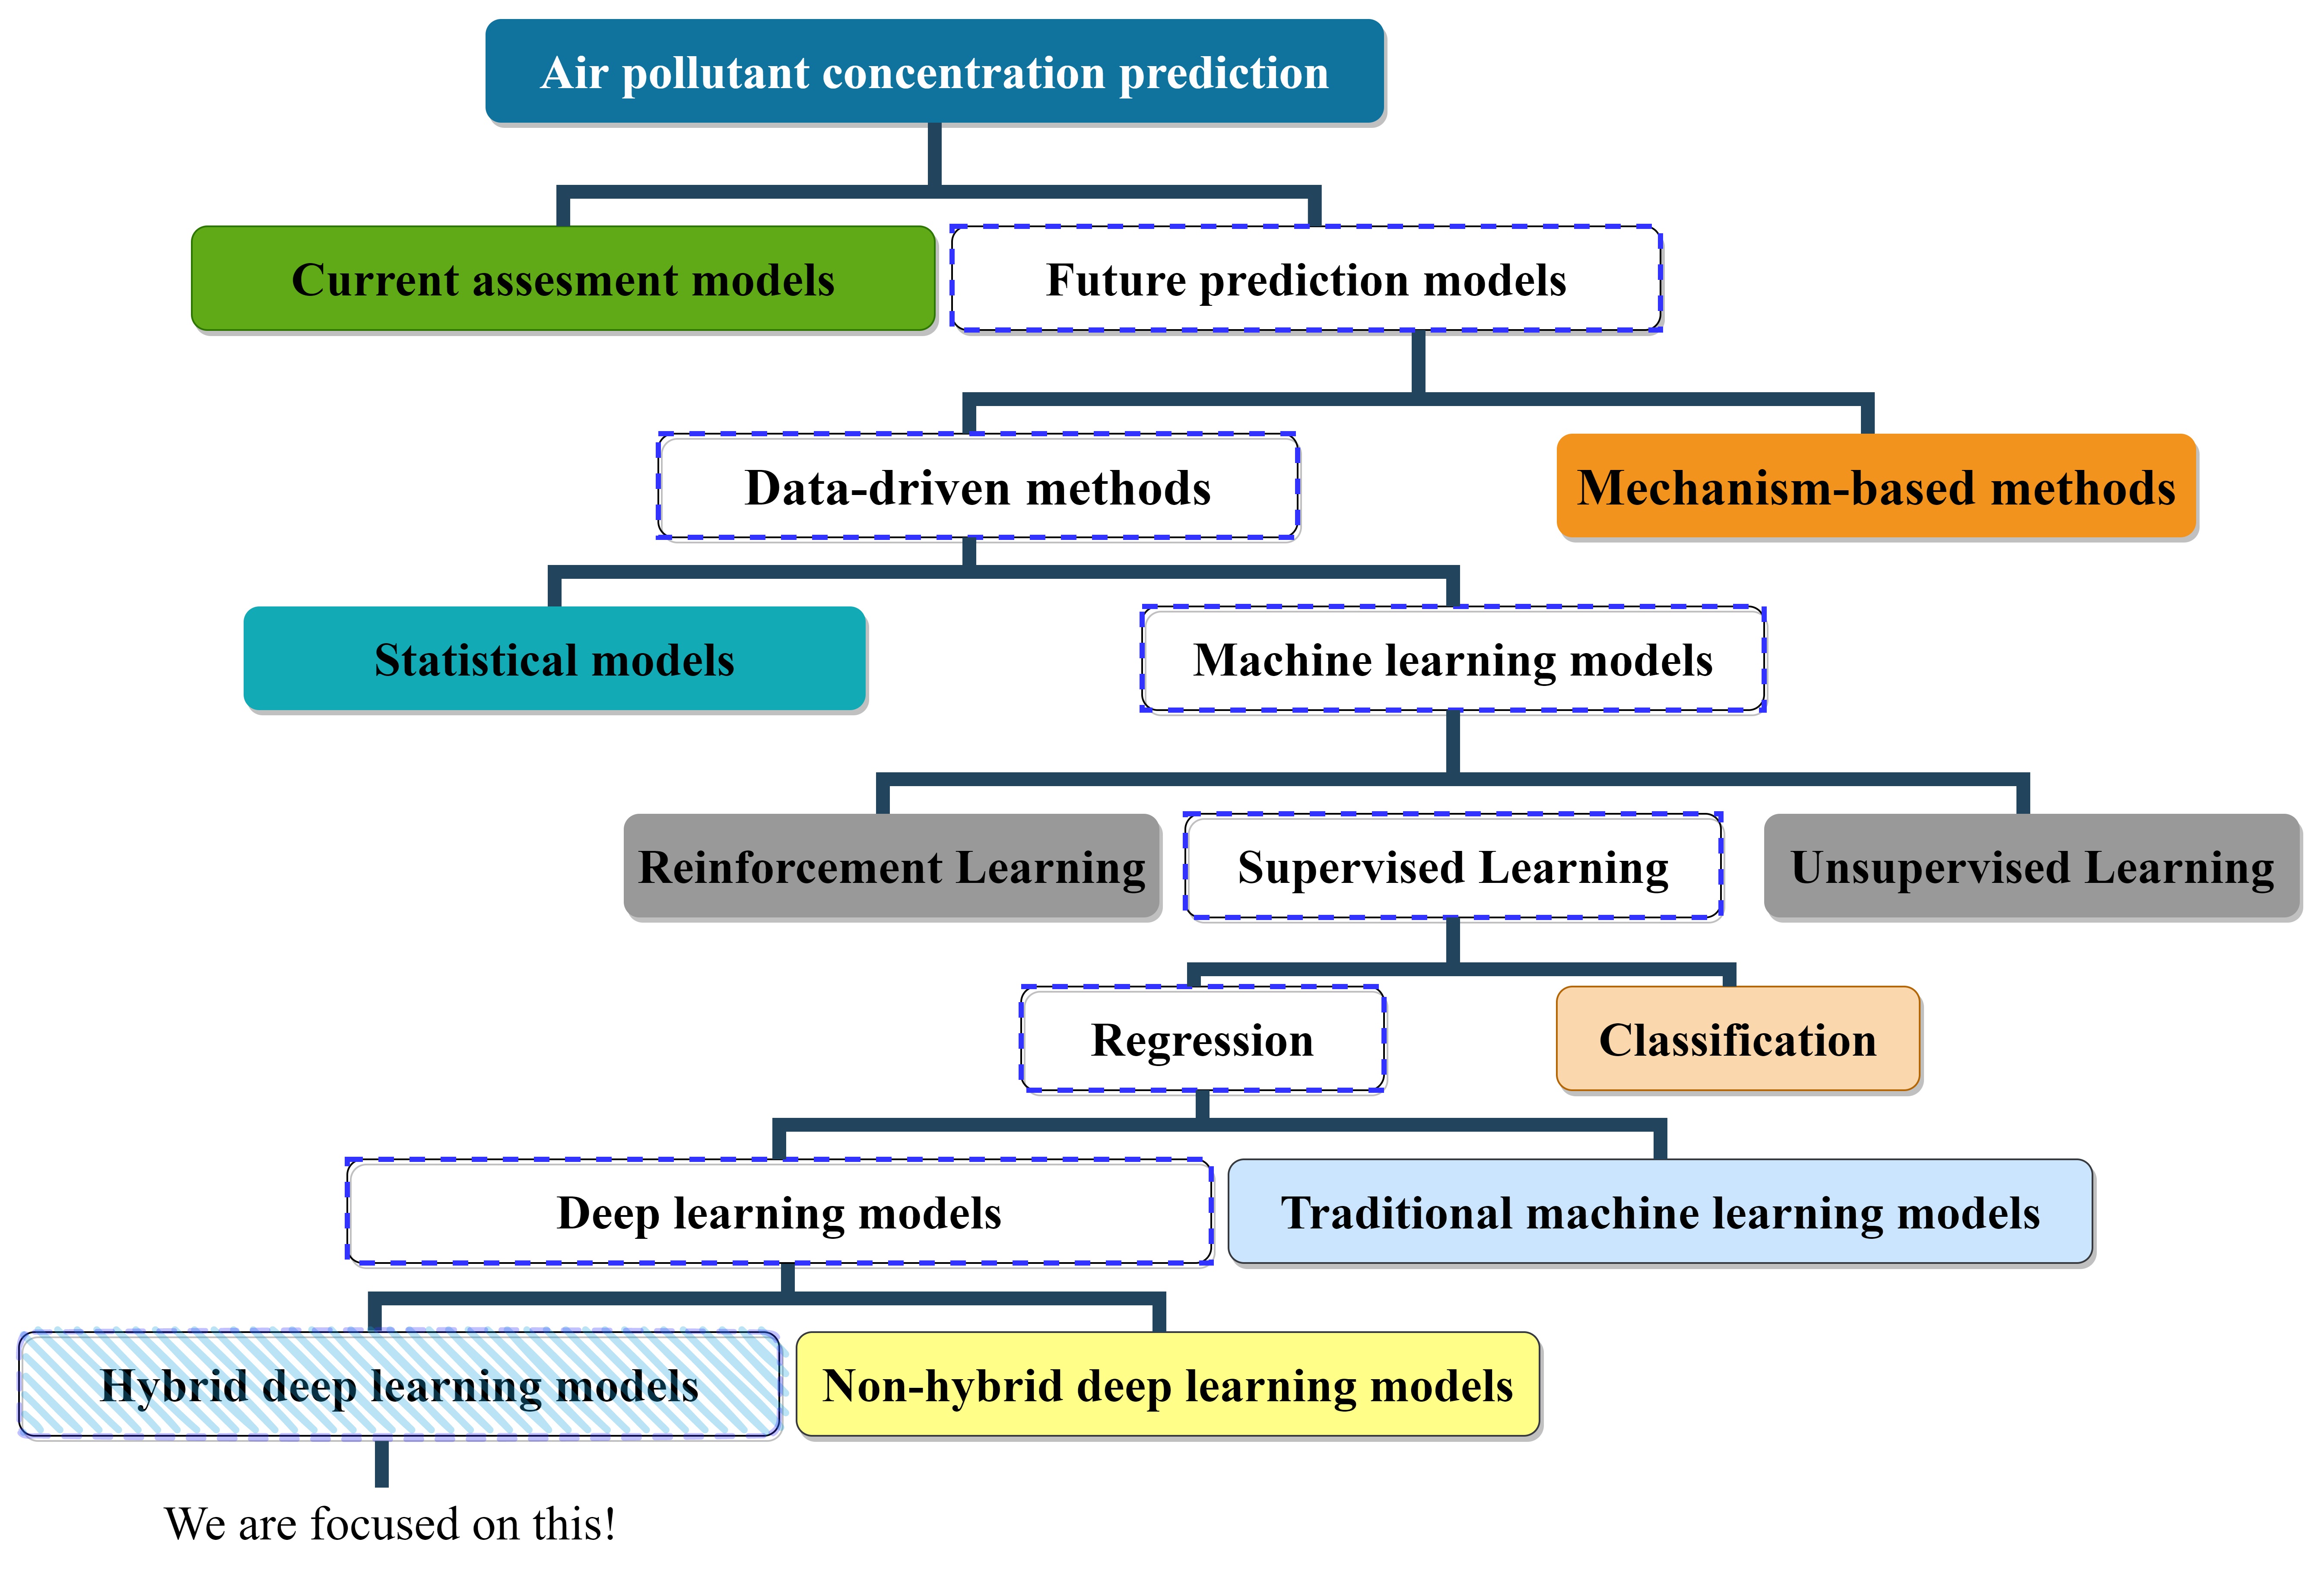 Air pollutant concentration prediction
Current assesment models
Future prediction models
Data-driven methods
Mechanism-based methods
Statistical models
Machine learning models
Reinforcement Learning
Supervised Learning
Unsupervised Learning
Regression
Classification
Deep learning models
Traditional machine learning models
Hybrid deep learning models
Non-hybrid deep learning models
We are focused on this!